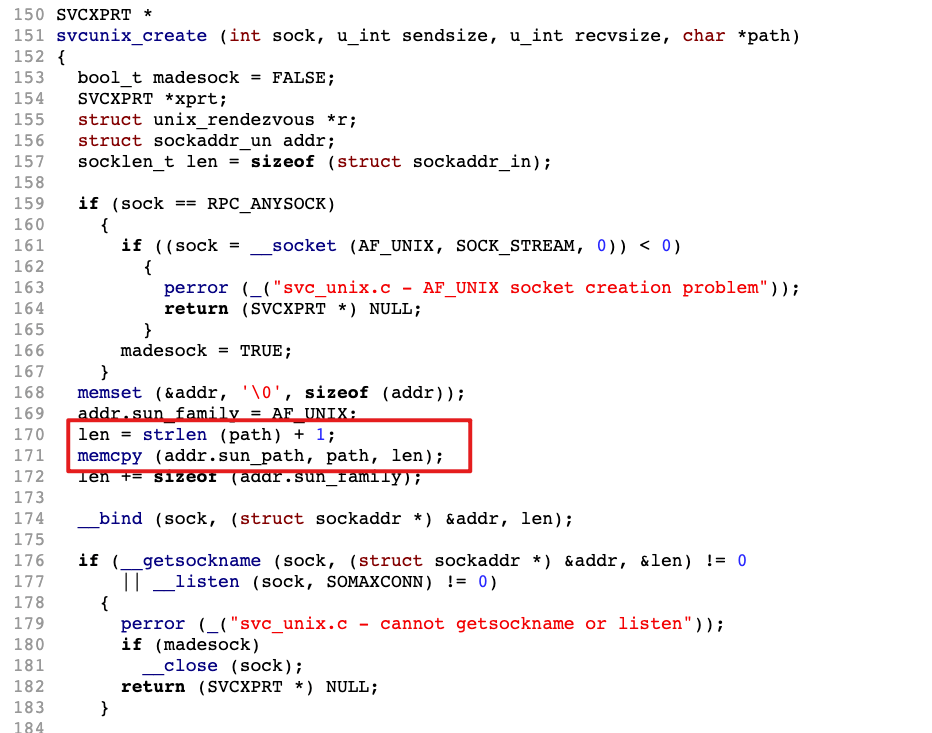 150 SVCXPRT *
151 svcunix_create (int sock, u_int sendsize, u_int recvsize, char *path)
152 {
153   bool_t madesock = FALSE;
154   SVCXPRT *xprt;
155   struct unix_rendezvous *r;
156   struct sockaddr_un addr;
157   socklen_t len = sizeof (struct sockaddr_in);
158
159   if (sock == RPC_ANYSOCK)
160     {
161       if ((sock = __socket (AF_UNIX, SOCK_STREAM, 0)) < 0)
162         {
163           perror (_("svc_unix.c - AF_UNIX socket creation problem"));
164           return (SVCXPRT *) NULL;
165         }
166       madesock = TRUE;
167     }
168   memset (&addr, '\0', sizeof (addr));
169   addr.sun_family = AF_UNIX;
170   len = strlen (path) + 1;
171   memcpy (addr.sun_path, path, len);
172   len += sizeof (addr.sun_family);
173
174   __bind (sock, (struct sockaddr *) &addr, len);
175
176   if (__getsockname (sock, (struct sockaddr *) &addr, &len) != 0
177       || __listen (sock, SOMAXCONN) != 0)
178     {
179       perror (_("svc_unix.c - cannot getsockname or listen"));
180       if (madesock)
181         __close (sock);
182       return (SVCXPRT *) NULL;
183     }
184